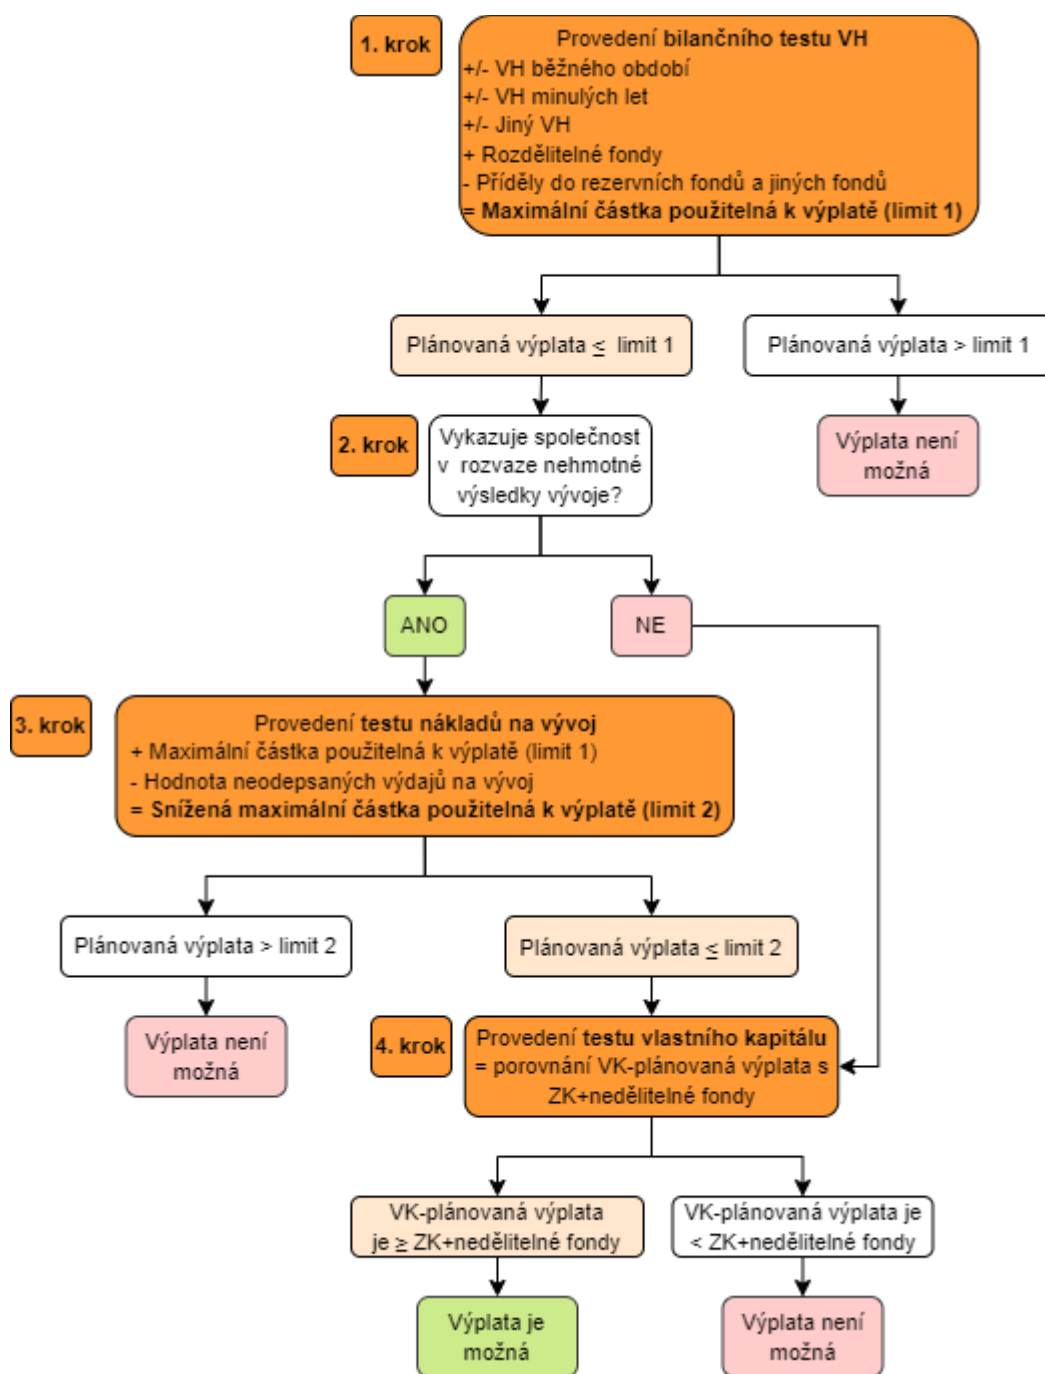 1. krok
Provedení bilančního testu VH
+/- VH běžného období
+/- VH minulých let
+/- Jiný VH
+ Rozdělitelné fondy
- Příděly do rezervních fondů a jiných fondů
= Maximální částka použitelná k výplatě (limit 1)
Plánovaná výplata ≤ limit 1
Plánovaná výplata > limit 1
2. krok
Vykazuje společnost
v rozvaze nehmotné
výsledky vývoje?
Výplata není
možná
ANO
NE
3. krok
Provedení testu nákladů na vývoj
+ Maximální částka použitelná k výplatě (limit 1)
- Hodnota neodepsaných výdajů na vývoj
= Snížená maximální částka použitelná k výplatě (limit 2)
Plánovaná výplata > limit 2
Plánovaná výplata ≤ limit 2
Výplata není
možná
4. krok
Provedení testu vlastního kapitálu
= porovnání VK-plánovaná výplata s
ZK+nedělitelné fondy
VK-plánovaná výplata
je ≥ ZK+nedělitelné fondy
VK-plánovaná výplata je
< ZK+nedělitelné fondy
Výplata je
možná
Výplata není
možná